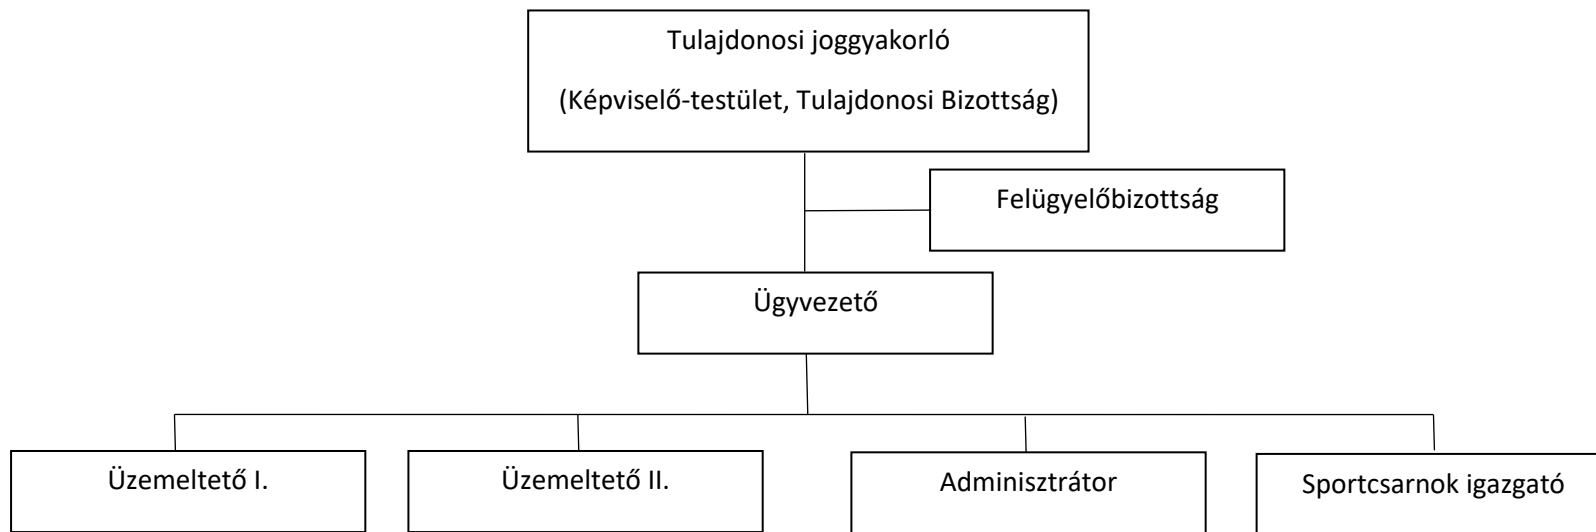 Tulajdonosi joggyakorló
(Képviselő-testület, Tulajdonosi Bizottság)
Felügyelőbizottság
Ügyvezető
Üzemeltető I.
Üzemeltető II.
Adminisztrátor
Sportcsarnok igazgató